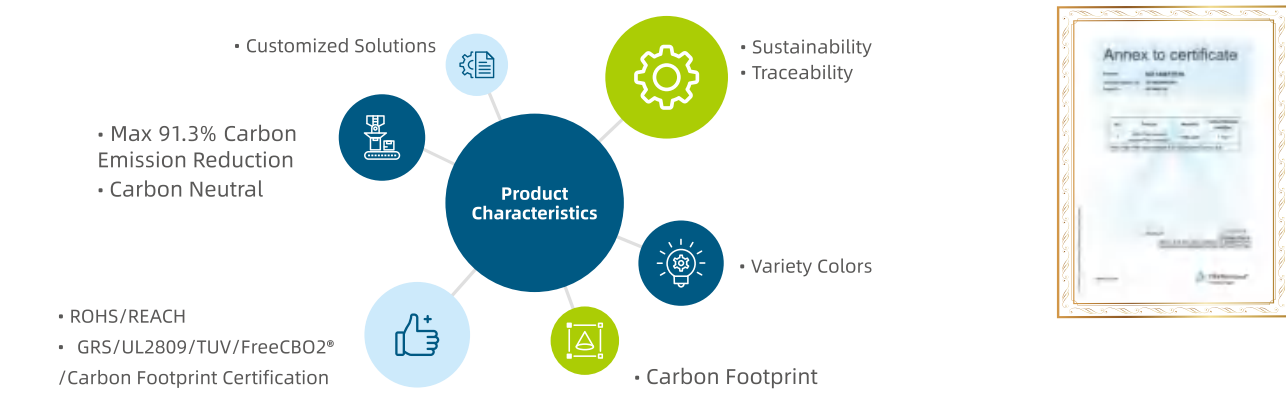 • Customized Solutions
• Sustainability
• Traceability
• Max 91.3% Carbon
Emission Reduction
• Carbon Neutral
Product
Characteristics
• Variety Colors
• ROHS/REACH
• GRS/UL2809/TUV/FreeCBO2®
/Carbon Footprint Certification
• Carbon Footprint
Annex to certificate